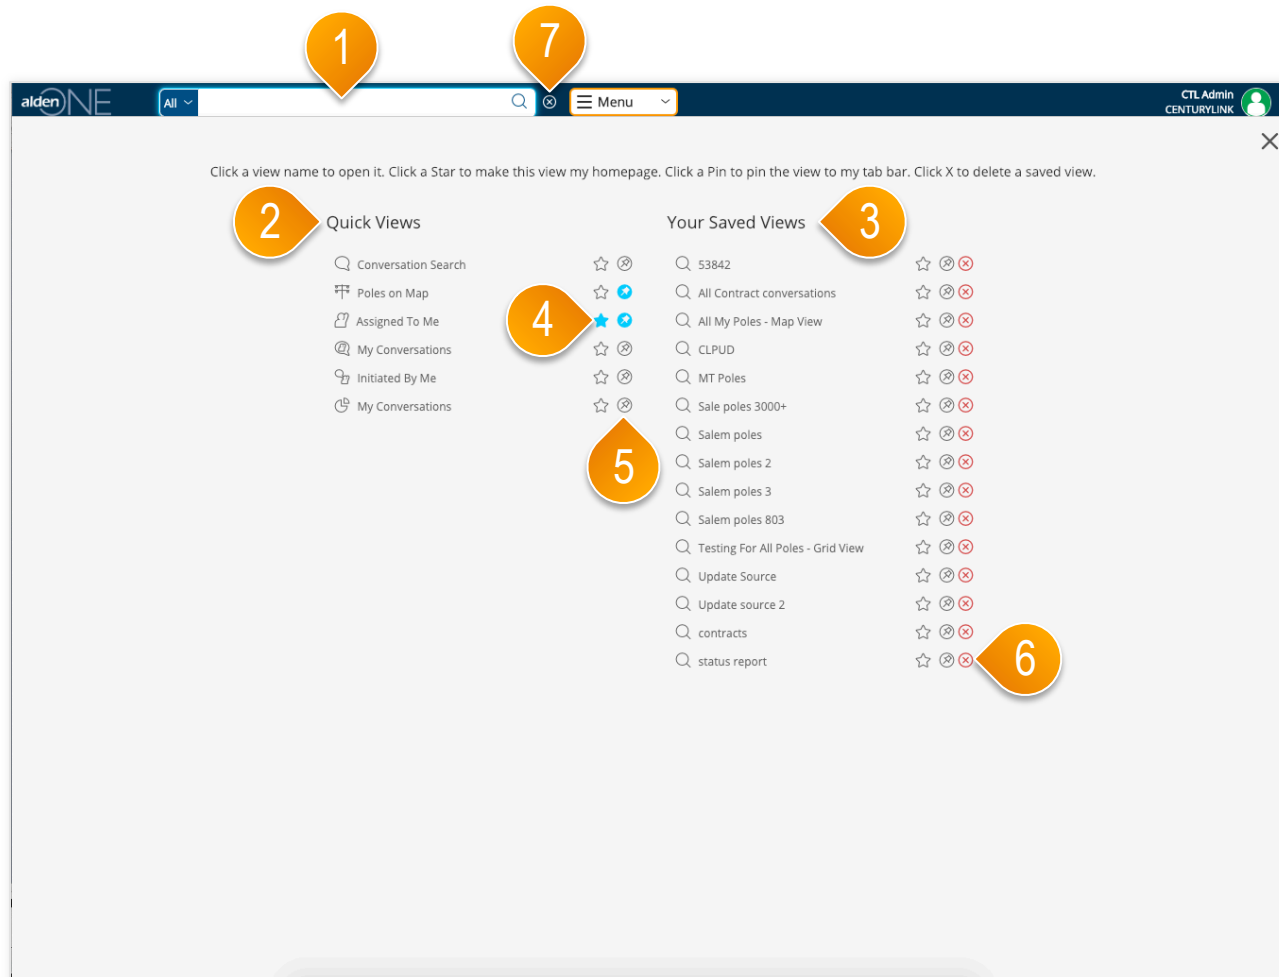 1
7
alden ONE
All
Menu
CTL Admin
CENTURYLINK
Click a view name to open it. Click a Star to make this view my homepage. Click a Pin to pin the view to my tab bar. Click X to delete a saved view.
2
Quick Views
Conversation Search
Poles on Map
Assigned To Me
4
My Conversations
Initiated By Me
My Conversations
5
Your Saved Views
3
53842
All Contract conversations
All My Poles - Map View
CLPUD
MT Poles
Sale poles 3000+
Salem poles
Salem poles 2
Salem poles 3
Salem poles 803
Testing For All Poles - Grid View
Update Source
Update source 2
contracts
status report
6